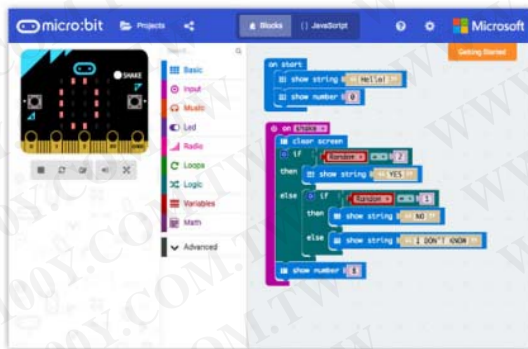 micro:bit Projects Blocks {} JavaScript Microsoft
Search... Getting Started
SHAKE
Basic
Input
Music
Led
Radio
Loops
Logic
Variables
Math
Advanced
on start
show string " Hello! "
show number 0
on shake
clear screen
if Random = 2
then show string " YES "
else if Random = 1
then show string " NO "
else show string " I DON'T KNOW "
show number